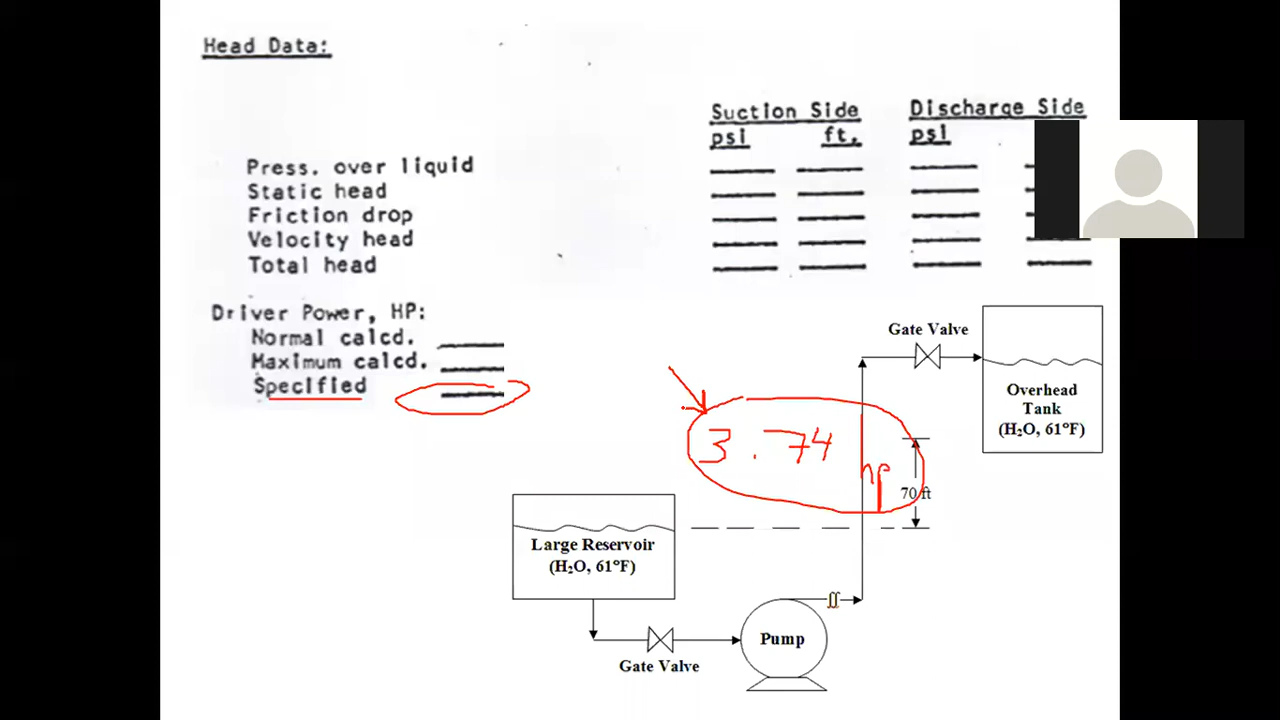 Head Data:
Suction Side Discharge Side
psi ft. psi
Press. over liquid
Static head
Friction drop
Velocity head
Total head
Driver Power, HP:
Normal calcd.
Maximum calcd.
Specified
Gate Valve
Overhead
Tank
(H₂O, 61°F)
3.74 hp
70 ft
Large Reservoir
(H₂O, 61°F)
Pump
Gate Valve